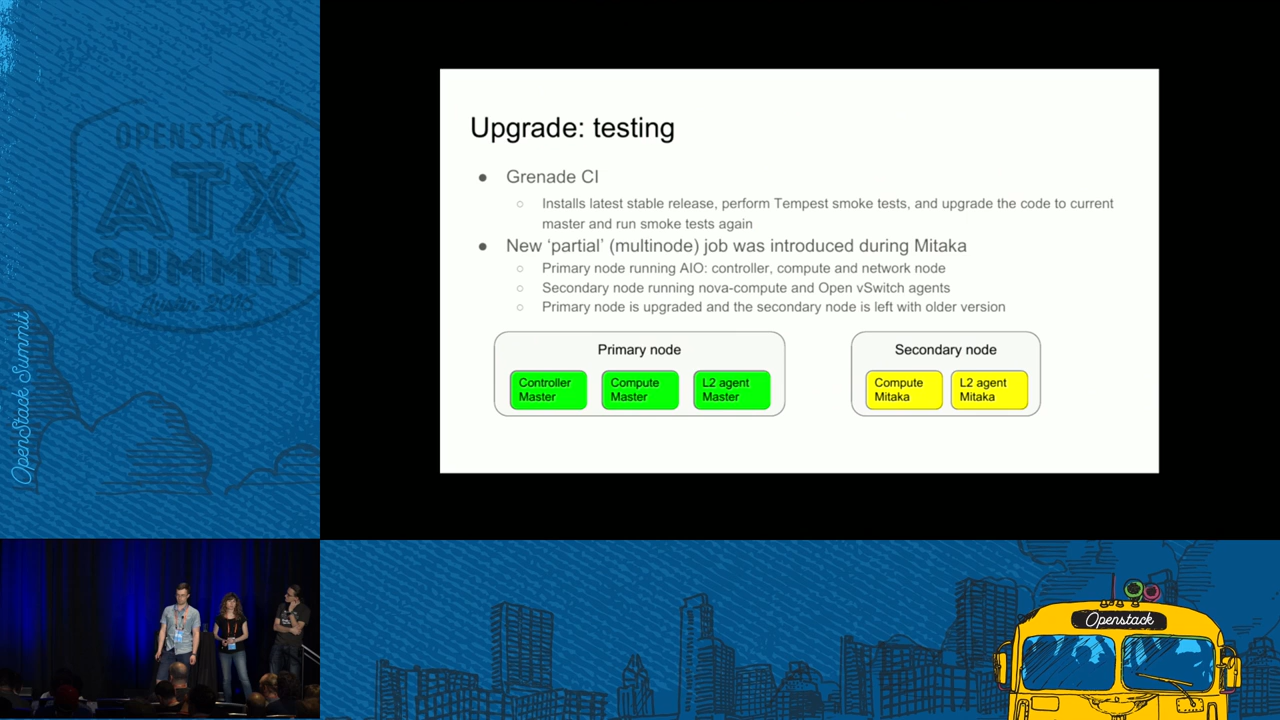 OPENSTACK
ATX
SUMMIT
OpenStack Summit
Upgrade: testing
● Grenade CI
○ Installs latest stable release, perform Tempest smoke tests, and upgrade the code to current
master and run smoke tests again
● New ‘partial’ (multinode) job was introduced during Mitaka
○ Primary node running AIO: controller, compute and network node
○ Secondary node running nova-compute and Open vSwitch agents
○ Primary node is upgraded and the secondary node is left with older version
Primary node
Controller
Master
Compute
Master
L2 agent
Master
Secondary node
Compute
Mitaka
L2 agent
Mitaka
Openstack